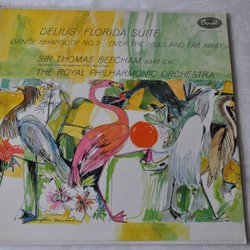 Capitol
DELIUS/FLORIDA SUITE
DANCE RHAPSODY NO. 2 / OVER THE HILLS AND FAR AWAY
SIR THOMAS BEECHAM, BART. C.H.
THE ROYAL PHILHARMONIC ORCHESTRA